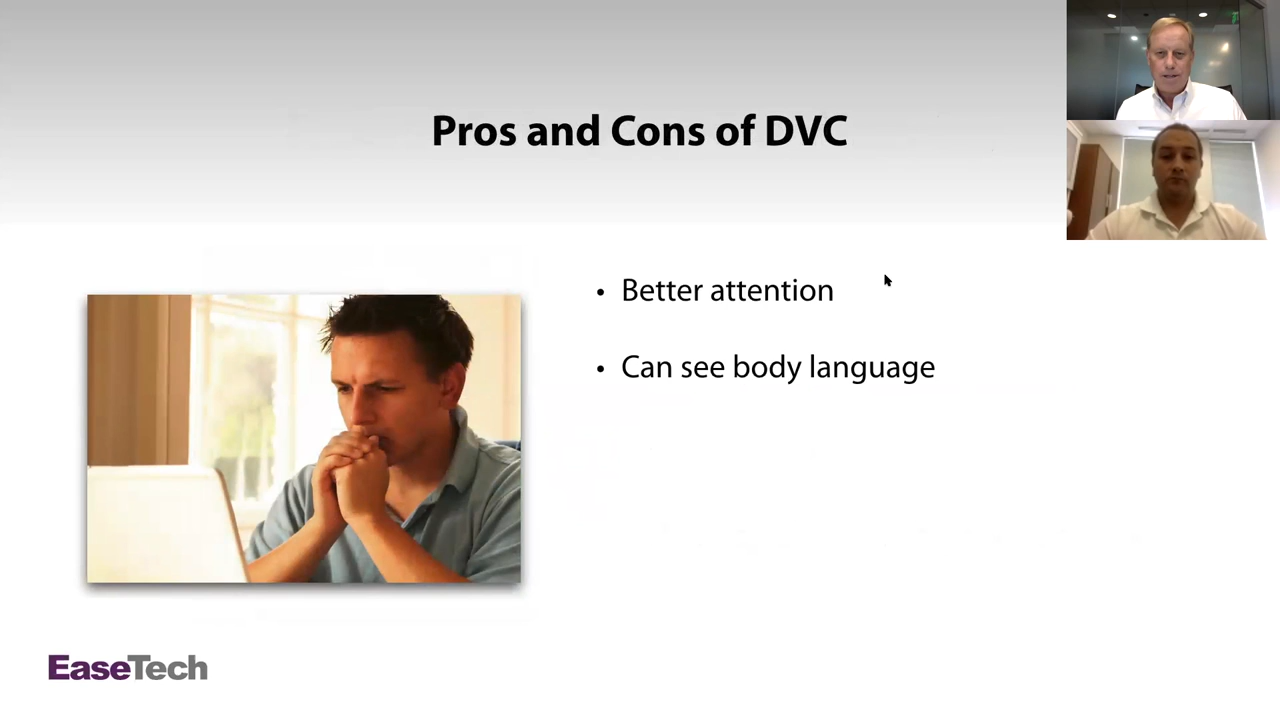 Pros and Cons of DVC
• Better attention
• Can see body language
EaseTech